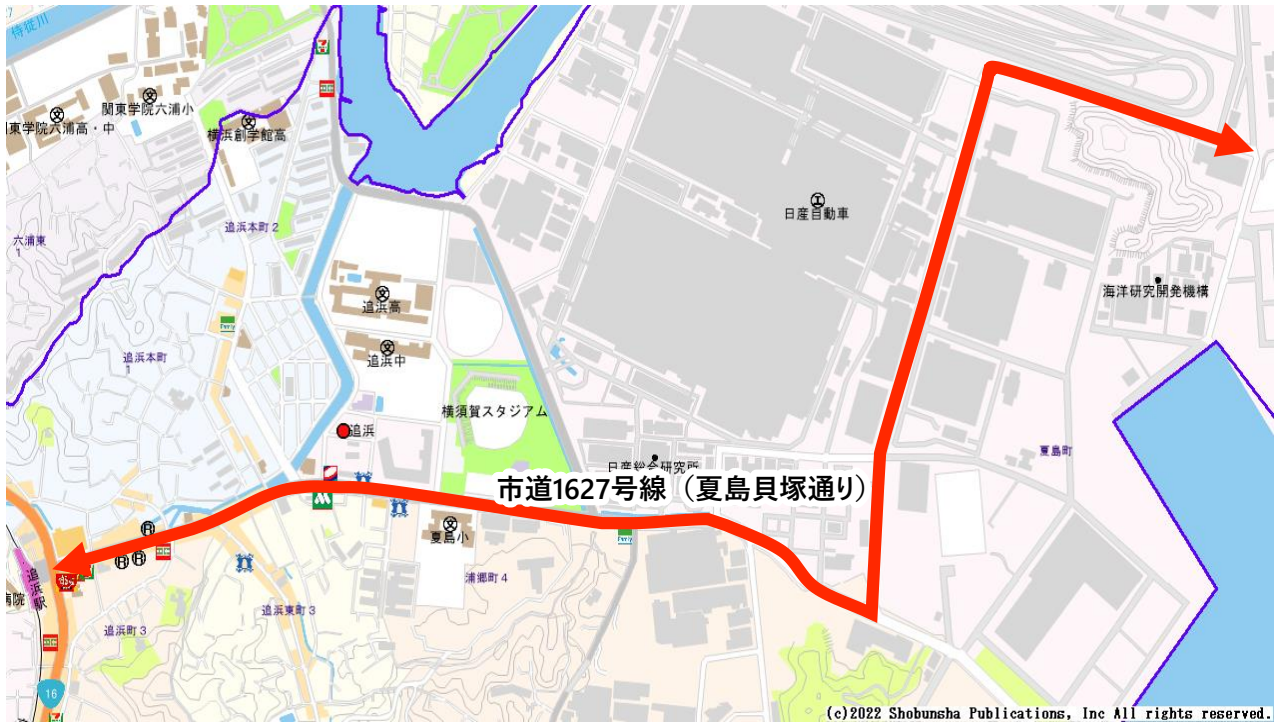 侍従川
関東学院六浦小
東学院六浦高・中
横浜創学館高
追浜本町2
六浦東
1
日産自動車
海洋研究開発機構
追浜高
追浜中
追浜本町
1
横須賀スタジアム
追浜
夏島町
日産総合研究所
市道1627号線（夏島貝塚通り）
夏島小
浦郷町4
追浜駅
病院
追浜東町3
追浜町3
16
(c)2022 Shobunsha Publications, Inc All rights reserved.